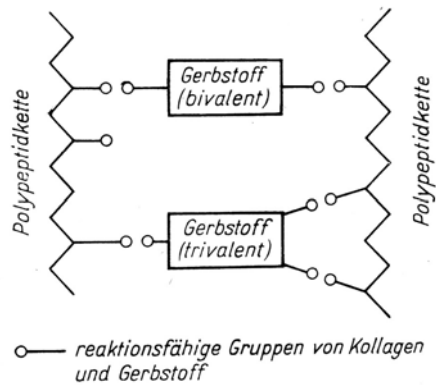 Gerbstoff
(bivalent)
Polypeptidkette
Polypeptidkette
Gerbstoff
(trivalent)
reaktionsfähige Gruppen von Kollagen
und Gerbstoff